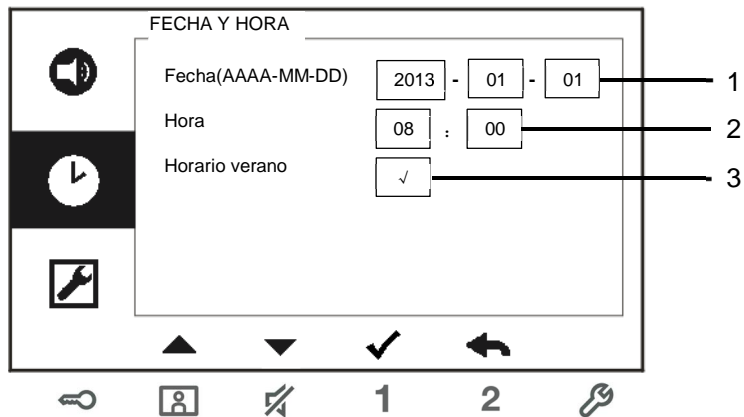 FECHA Y HORA
Fecha(AAAA-MM-DD) 2013 - 01 - 01 1
Hora 08 : 00 2
Horario verano √ 3
1 2